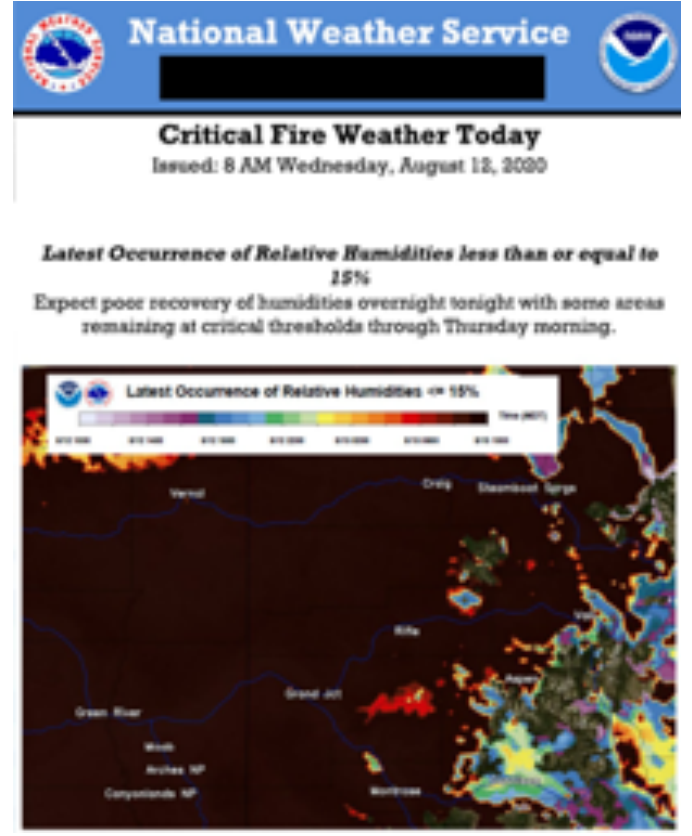 National Weather Service
Critical Fire Weather Today
Issued: 8 AM Wednesday, August 12, 2020
Latest Occurrence of Relative Humidities less than or equal to
15%
Expect poor recovery of humidities overnight tonight with some areas
remaining at critical thresholds through Thursday morning.
Latest Occurrence of Relative Humidities <= 15%
Time (MDT)
Vernal
Craig
Steamboat Sprgs
Vail
Rifle
Aspen
Grand Jct
Green River
Moab
Arches NP
Canyonlands NP
Montrose